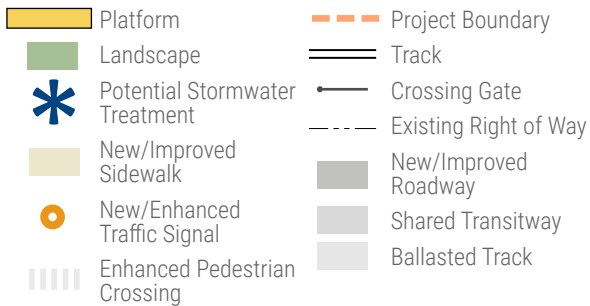 Platform
Landscape
Potential Stormwater
Treatment
New/Improved
Sidewalk
New/Enhanced
Traffic Signal
Enhanced Pedestrian
Crossing
Project Boundary
Track
Crossing Gate
Existing Right of Way
New/Improved
Roadway
Shared Transitway
Ballasted Track